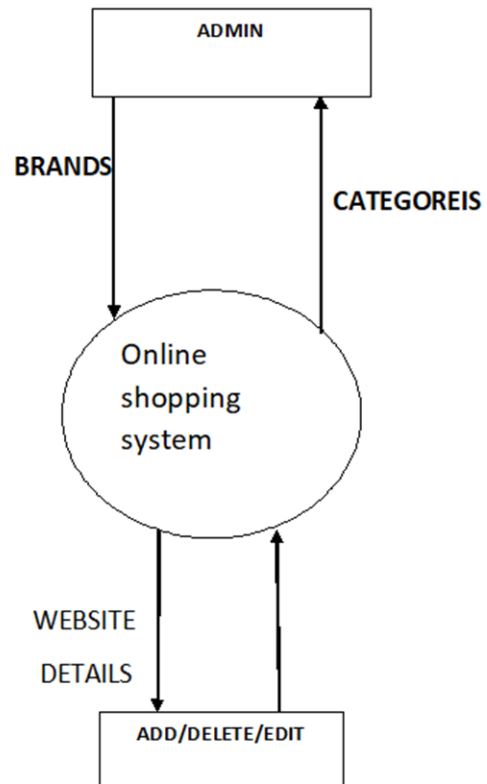 ADMIN
BRANDS
CATEGOREIS
Online
shopping
system
WEBSITE
DETAILS
ADD/DELETE/EDIT